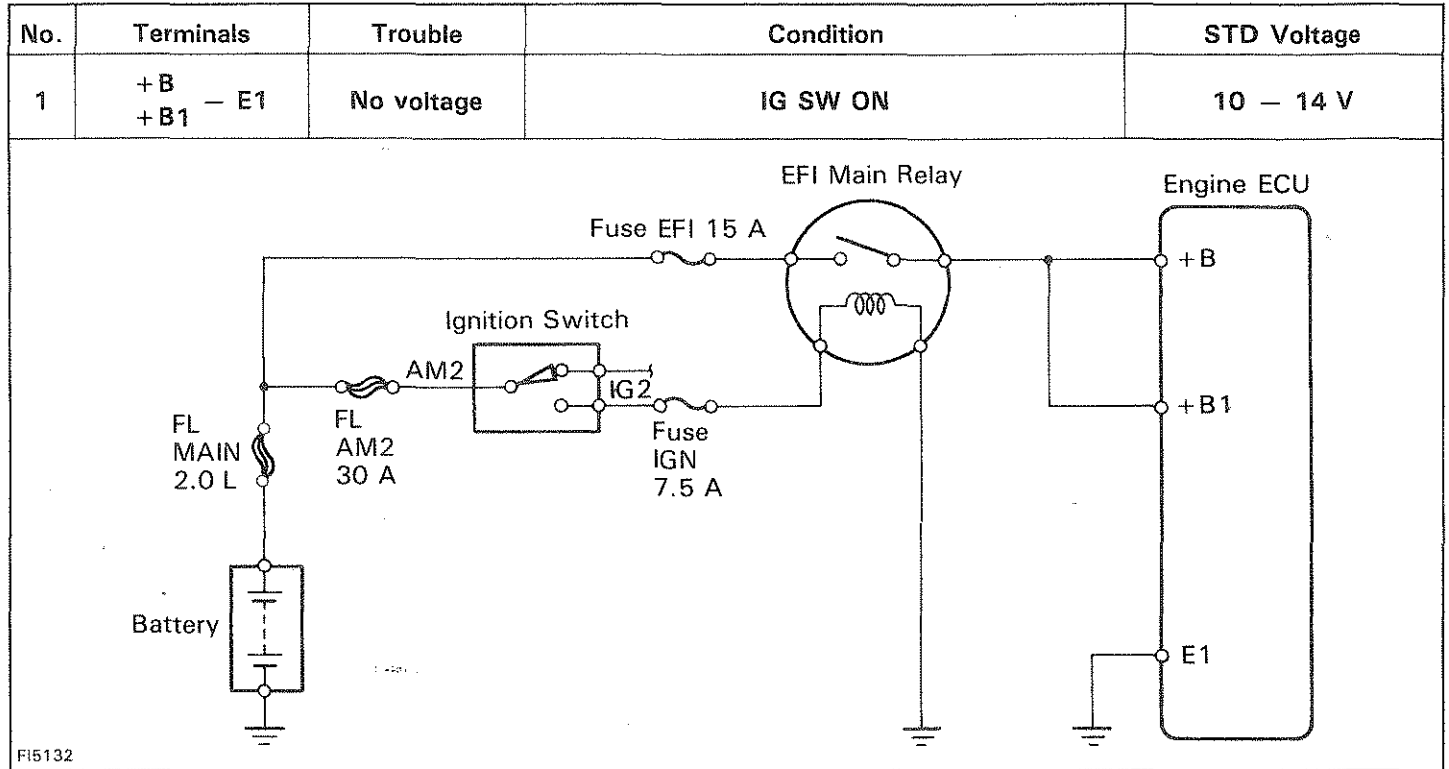 No. Terminals Trouble Condition STD Voltage
1 +B +B1 – E1 No voltage IG SW ON 10 – 14 V
EFI Main Relay
Engine ECU
Fuse EFI 15 A
+B
Ignition Switch
AM2
IG2
+B1
FL
MAIN
2.0 L
FL
AM2
30 A
Fuse
IGN
7.5 A
Battery
E1
FI5132